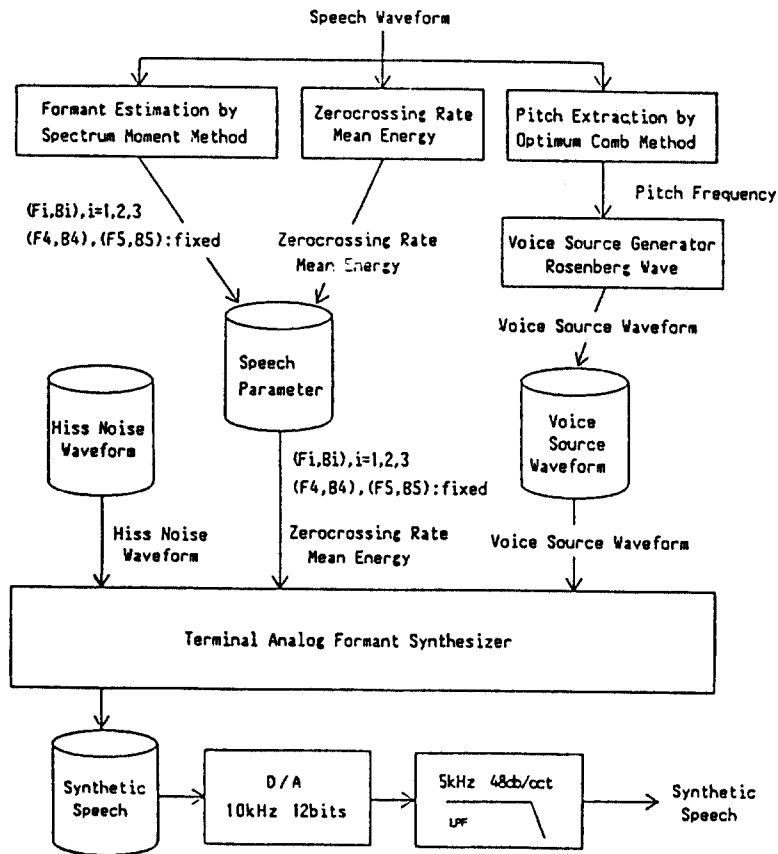 Speech Waveform
Formant Estimation by
Spectrum Moment Method
Zerocrossing Rate
Mean Energy
Pitch Extraction by
Optimum Comb Method
Pitch Frequency
(Fi,Bi),i=1,2,3
(F4,B4),(F5,B5):fixed
Zerocrossing Rate
Mean Energy
Voice Source Generator
Rosenberg Wave
Voice Source Waveform
Speech
Parameter
Hiss Noise
Waveform
Voice
Source
Waveform
(Fi,Bi),i=1,2,3
(F4,B4),(F5,B5):fixed
Hiss Noise
Waveform
Zerocrossing Rate
Mean Energy
Voice Source Waveform
Terminal Analog Formant Synthesizer
Synthetic
Speech
D/A
10kHz 12bits
5kHz 48db/oct
LPF
Synthetic
Speech